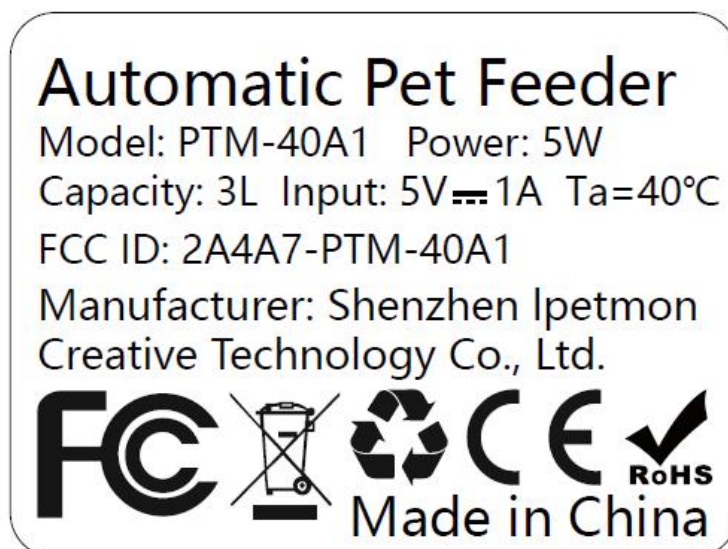 Automatic Pet Feeder
Model: PTM-40A1 Power: 5W
Capacity: 3L Input: 5V⎓1A Ta=40℃
FCC ID: 2A4A7-PTM-40A1
Manufacturer: Shenzhen Ipetmon
Creative Technology Co., Ltd.
FC CE RoHS
Made in China